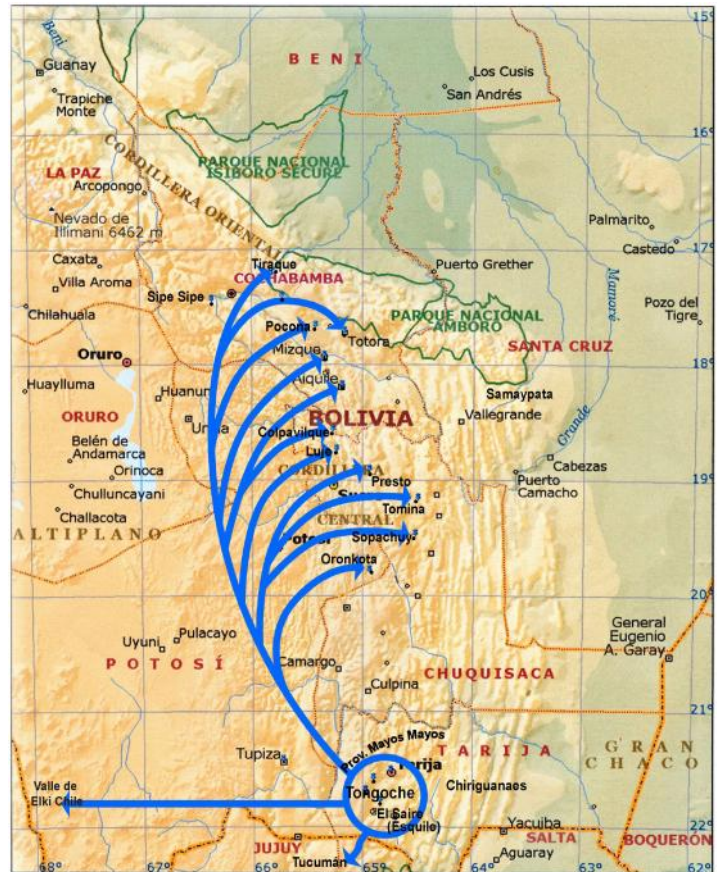 15°
Beni
B E N I
Guanay
Los Cusis
San Andrés
Trapiche
Monte
16°
CORDILLERA ORIENTAL
PARQUE NACIONAL
ISIBORO SECURE
LA PAZ
Arcopongo
Nevado de
Illimani 6462 m
Palmarito
Castedo
17°
Caxata
Tiraque
Puerto Grether
Villa Aroma
COCHABAMBA
Mamoré
Sipe Sipe
Chilahuala
Pocona
PARQUE NACIONAL
AMBORÓ
Pozo del
Tigre
Totora
Oruro
Mizque
SANTA CRUZ
18°
Huaylluma
Aiquile
Huanuni
Samaypata
ORURO
BOLIVIA
Vallegrande
Grande
Belén de
Andamarca
Colpavilque
Luje
Orinoca
CORDILLERA
Cabezas
19°
Chulluncayani
Presto
Puerto
Camacho
Challacota
Tomina
CENTRAL
ALTIPLANO
Potosí
Sopachuy
Oronkota
20°
General
Eugenio
A. Garay
Uyuni
Pulacayo
POTOSÍ
Camargo
CHUQUISACA
Culpina
21°
Prov. Mayos Mayos
TARIJA
GRAN
CHACO
Tupiza
Tarija
Valle de
Elki Chile
Tongoche
Chiriguanaes
El Saire
(Esquile)
22°
Yacuiba
JUJUY
SALTA
BOQUERÓN
Tucumán
Aguaray
68°
67°
66°
65°
64°
63°
62°